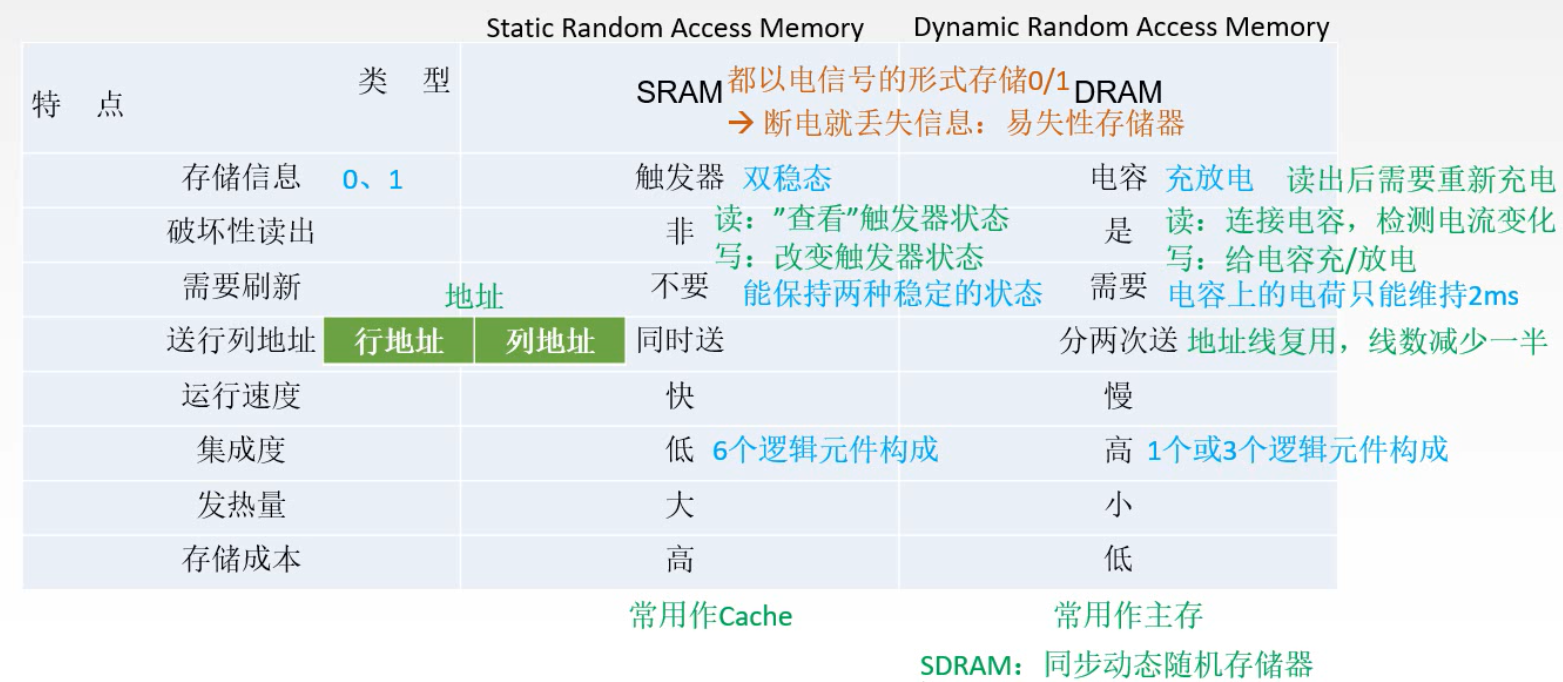 Static Random Access Memory Dynamic Random Access Memory
类 型
特 点
SRAM 都以电信号的形式存储0/1 DRAM
→ 断电就丢失信息：易失性存储器
存储信息 0、1 触发器 双稳态 电容 充放电 读出后需要重新充电
破坏性读出 非 读："查看"触发器状态 是 读：连接电容，检测电流变化
写：改变触发器状态 写：给电容充/放电
需要刷新 不要 能保持两种稳定的状态 需要 电容上的电荷只能维持2ms
地址
送行列地址 行地址 列地址 同时送 分两次送 地址线复用，线数减少一半
运行速度 快 慢
集成度 低 6个逻辑元件构成 高 1个或3个逻辑元件构成
发热量 大 小
存储成本 高 低
常用作Cache 常用作主存
SDRAM：同步动态随机存储器